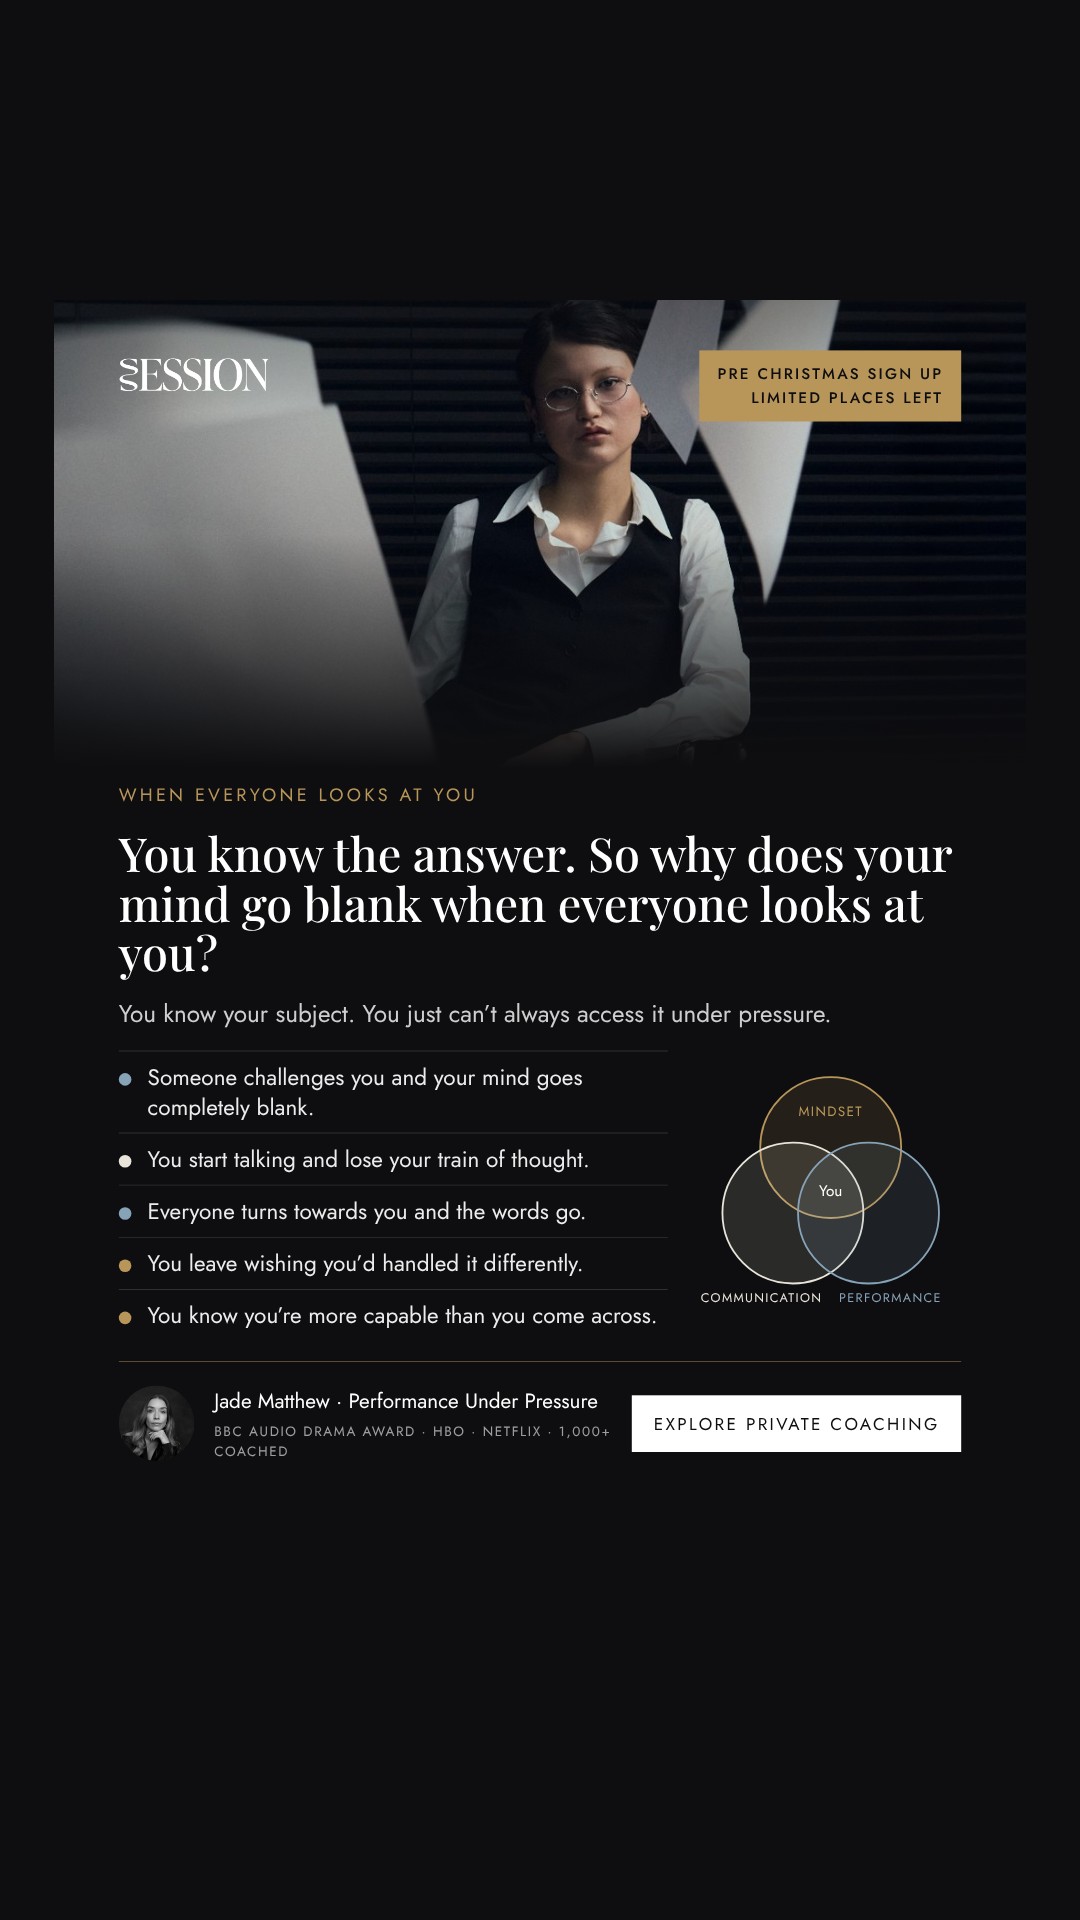 SESSION
PRE CHRISTMAS SIGN UP
LIMITED PLACES LEFT
WHEN EVERYONE LOOKS AT YOU
You know the answer. So why does your
mind go blank when everyone looks at
you?
You know your subject. You just can’t always access it under pressure.
Someone challenges you and your mind goes
completely blank.
You start talking and lose your train of thought.
Everyone turns towards you and the words go.
You leave wishing you’d handled it differently.
You know you’re more capable than you come across.
MINDSET
You
COMMUNICATION
PERFORMANCE
Jade Matthew · Performance Under Pressure
BBC AUDIO DRAMA AWARD · HBO · NETFLIX · 1,000+
COACHED
EXPLORE PRIVATE COACHING